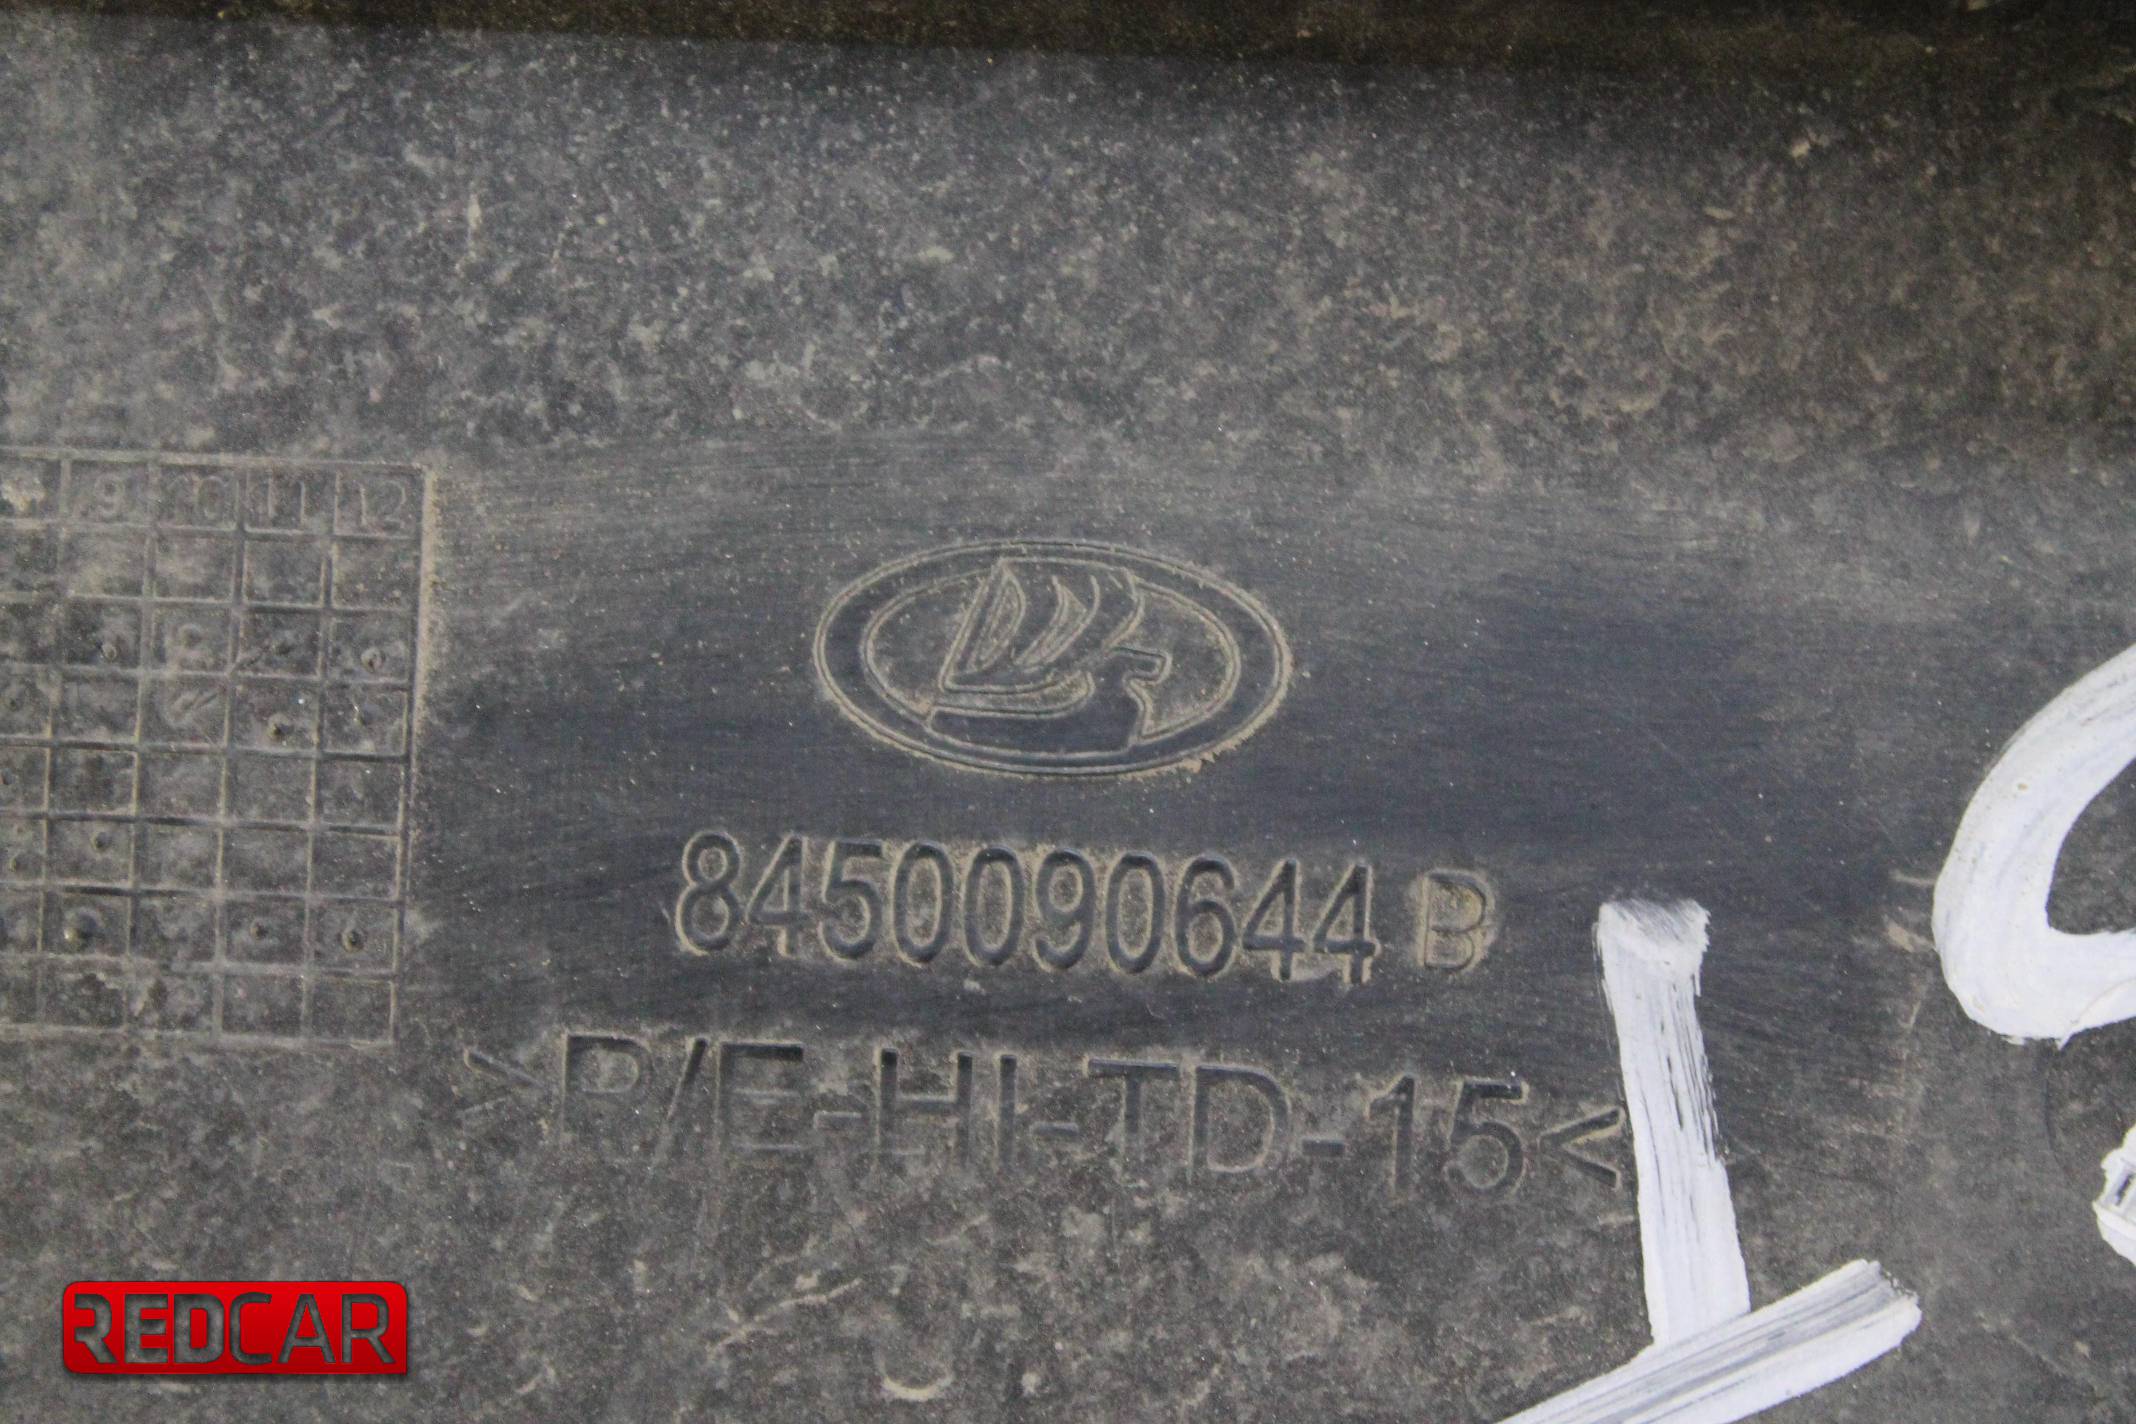 9 10 11 12
8450090644 B
>P/E-HI-TD-15<
REDCAR